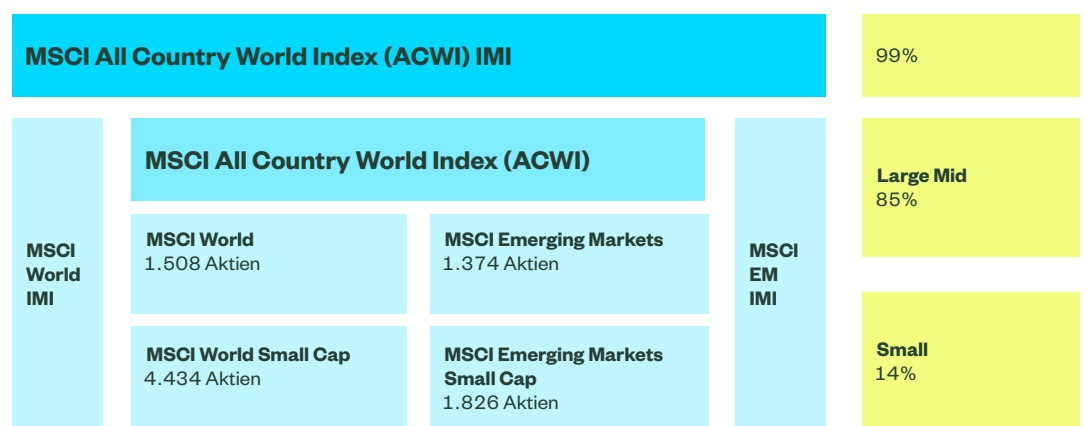 MSCI All Country World Index (ACWI) IMI
99%
MSCI
World
IMI
MSCI All Country World Index (ACWI)
MSCI World
1.508 Aktien
MSCI Emerging Markets
1.374 Aktien
MSCI World Small Cap
4.434 Aktien
MSCI Emerging Markets
Small Cap
1.826 Aktien
MSCI
EM
IMI
Large Mid
85%
Small
14%